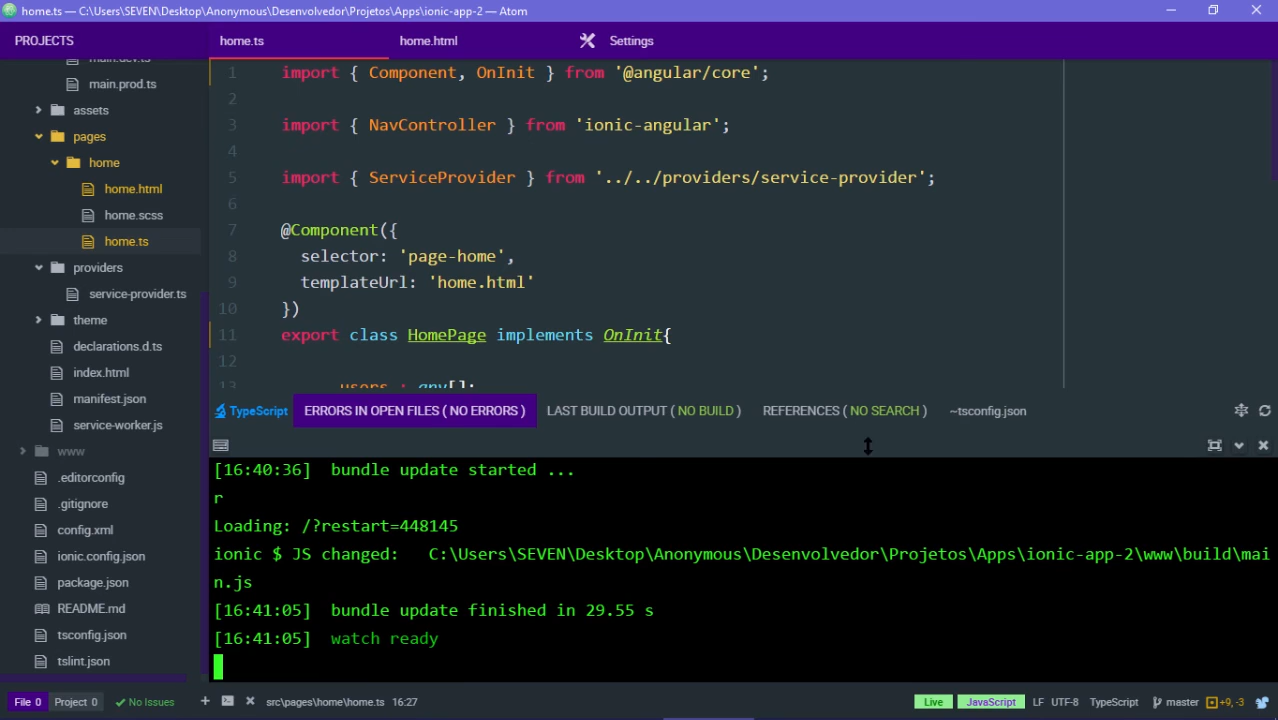 home.ts — C:\Users\SEVEN\Desktop\Anonymous\Desenvolvedor\Projetos\Apps\ionic-app-2 — Atom
PROJECTS
home.ts
home.html
Settings
main.dev.ts
main.prod.ts
assets
pages
home
home.html
home.scss
home.ts
providers
service-provider.ts
theme
declarations.d.ts
index.html
manifest.json
service-worker.js
www
.editorconfig
.gitignore
config.xml
ionic.config.json
package.json
README.md
tsconfig.json
tslint.json
1 import { Component, OnInit } from '@angular/core';
2
3 import { NavController } from 'ionic-angular';
4
5 import { ServiceProvider } from '../../providers/service-provider';
6
7 @Component({
8 selector: 'page-home',
9 templateUrl: 'home.html'
10 })
11 export class HomePage implements OnInit{
12
13 users : any[];
TypeScript
ERRORS IN OPEN FILES ( NO ERRORS )
LAST BUILD OUTPUT ( NO BUILD )
REFERENCES ( NO SEARCH )
~tsconfig.json
[16:40:36] bundle update started ...
r
Loading: /?restart=448145
ionic $ JS changed: C:\Users\SEVEN\Desktop\Anonymous\Desenvolvedor\Projetos\Apps\ionic-app-2\www\build\mai
n.js
[16:41:05] bundle update finished in 29.55 s
[16:41:05] watch ready
File 0 Project 0 No Issues src\pages\home\home.ts 16:27 Live JavaScript LF UTF-8 TypeScript master +9, -3